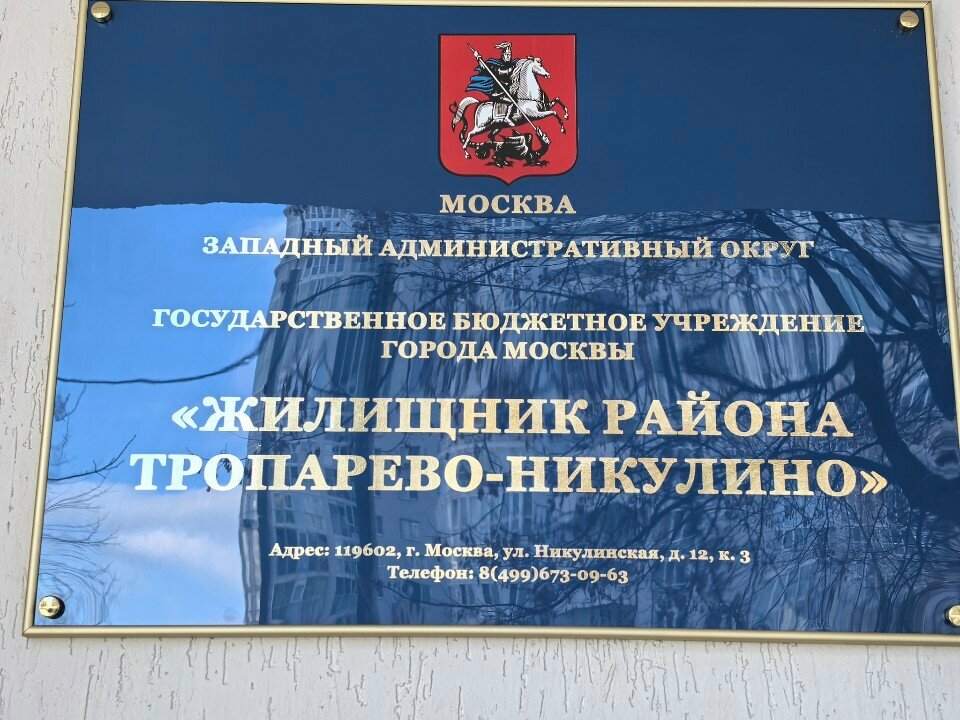 МОСКВА
ЗАПАДНЫЙ АДМИНИСТРАТИВНЫЙ ОКРУГ
ГОСУДАРСТВЕННОЕ БЮДЖЕТНОЕ УЧРЕЖДЕНИЕ
ГОРОДА МОСКВЫ
«ЖИЛИЩНИК РАЙОНА
ТРОПАРЕВО-НИКУЛИНО»
Адрес: 119602, г. Москва, ул. Никулинская, д. 12, к. 3
Телефон: 8(499)673-09-63